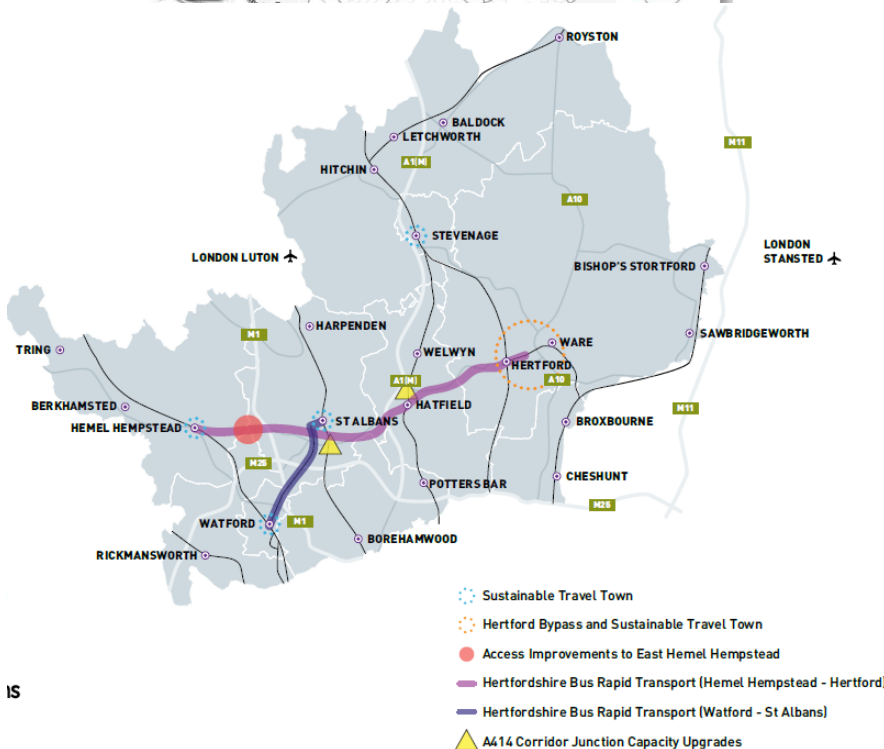 ROYSTON
BALDOCK
LETCHWORTH
M11
A1(M)
HITCHIN
A10
STEVENAGE
LONDON LUTON
LONDON
STANSTED
BISHOP'S STORTFORD
M1
HARPENDEN
SAWBRIDGEWORTH
WARE
TRING
WELWYN
HERTFORD
A1(M)
A10
BERKHAMSTED
HATFIELD
M11
ST ALBANS
BROXBOURNE
HEMEL HEMPSTEAD
M25
CHESHUNT
POTTERS BAR
M25
WATFORD
M1
BOREHAMWOOD
RICKMANSWORTH
Sustainable Travel Town
Hertford Bypass and Sustainable Travel Town
Access Improvements to East Hemel Hempstead
Hertfordshire Bus Rapid Transport (Hemel Hempstead - Hertford)
Hertfordshire Bus Rapid Transport (Watford - St Albans)
A414 Corridor Junction Capacity Upgrades